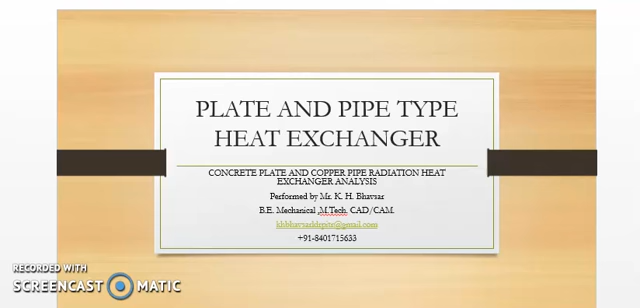 PLATE AND PIPE TYPE
HEAT EXCHANGER
CONCRETE PLATE AND COPPER PIPE RADIATION HEAT
EXCHANGER ANALYSIS
Performed by Mr. K. H. Bhavsar
B.E. Mechanical ,M.Tech. CAD/CAM.
+91-8401715633
RECORDED WITH
SCREENCAST MATIC